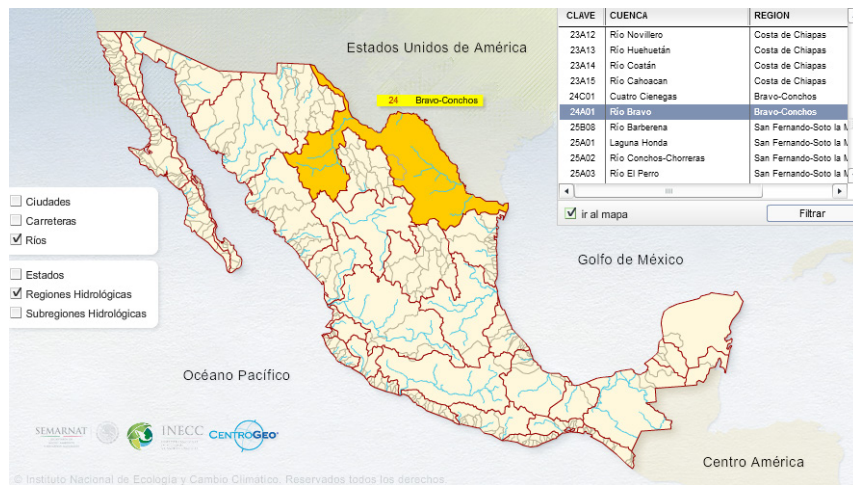 CLAVE CUENCA REGION
23A12 Río Novillero Costa de Chiapas
23A13 Río Huehuetán Costa de Chiapas
23A14 Río Coatán Costa de Chiapas
23A15 Río Cahoacan Costa de Chiapas
24C01 Cuatro Cienegas Bravo-Conchos
24A01 Río Bravo Bravo-Conchos
25B08 Río Barberena San Fernando-Soto la M
25A01 Laguna Honda San Fernando-Soto la M
25A02 Río Conchos-Chorreras San Fernando-Soto la M
25A03 Río El Perro San Fernando-Soto la M
ir al mapa Filtrar
Estados Unidos de América
24 Bravo-Conchos
Ciudades
Carreteras
Ríos
Estados
Regiones Hidrológicas
Subregiones Hidrológicas
Golfo de México
Océano Pacífico
Centro América
SEMARNAT
INECC
CENTROGEO
© Instituto Nacional de Ecología y Cambio Climático. Reservados todos los derechos